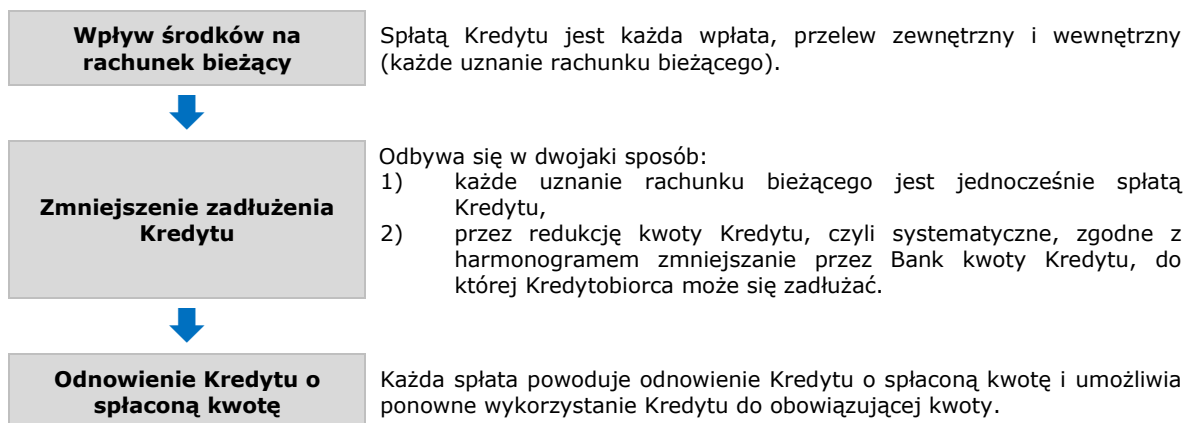 Wpływ środków na
rachunek bieżący
Spłatą Kredytu jest każda wpłata, przelew zewnętrzny i wewnętrzny
(każde uznanie rachunku bieżącego).
Zmniejszenie zadłużenia
Kredytu
Odbywa się w dwojaki sposób:
1) każde uznanie rachunku bieżącego jest jednocześnie spłatą
Kredytu,
2) przez redukcję kwoty Kredytu, czyli systematyczne, zgodne z
harmonogramem zmniejszanie przez Bank kwoty Kredytu, do
której Kredytobiorca może się zadłużać.
Odnowienie Kredytu o
spłaconą kwotę
Każda spłata powoduje odnowienie Kredytu o spłaconą kwotę i umożliwia
ponowne wykorzystanie Kredytu do obowiązującej kwoty.